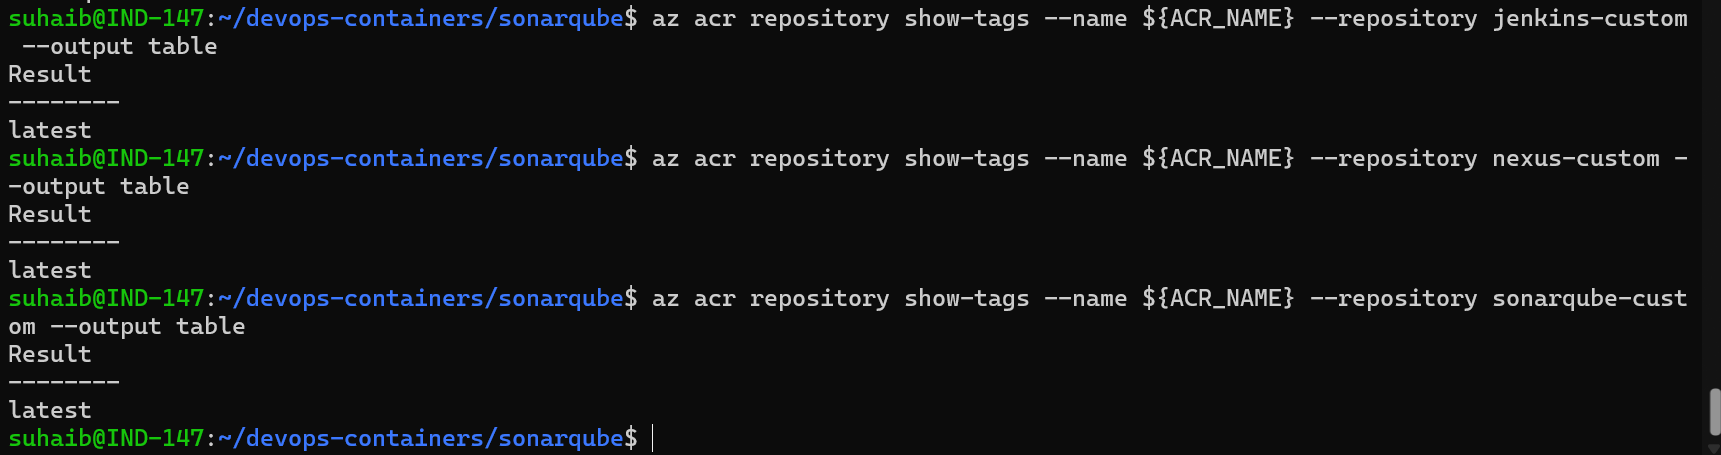 suhaib@IND-147:~/devops-containers/sonarqube$ az acr repository show-tags --name ${ACR_NAME} --repository jenkins-custom
 --output table
Result
--------
latest
suhaib@IND-147:~/devops-containers/sonarqube$ az acr repository show-tags --name ${ACR_NAME} --repository nexus-custom -
-output table
Result
--------
latest
suhaib@IND-147:~/devops-containers/sonarqube$ az acr repository show-tags --name ${ACR_NAME} --repository sonarqube-cust
om --output table
Result
--------
latest
suhaib@IND-147:~/devops-containers/sonarqube$